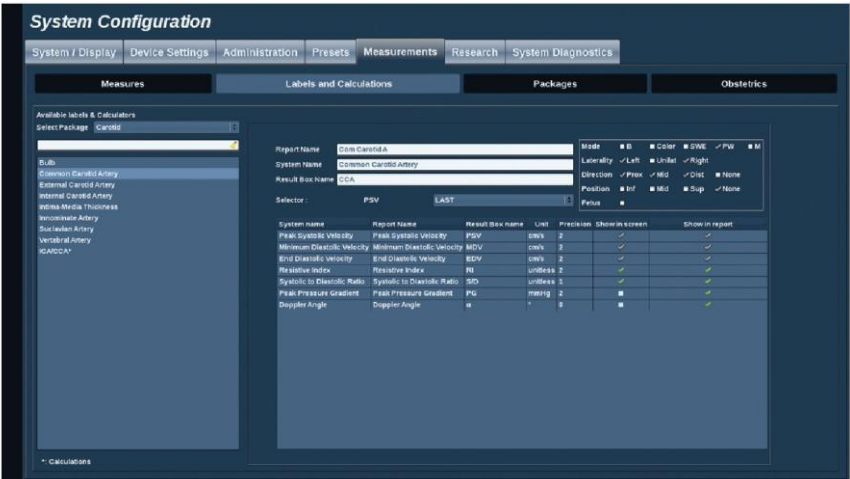 System Configuration
System / Display Device Settings Administration Presets Measurements Research System Diagnostics
Measures Labels and Calculations Packages Obstetrics
Available labels & Calculators
Select Package Carotid
Bulb
Common Carotid Artery
External Carotid Artery
Internal Carotid Artery
Intima-Media Thickness
Innominate Artery
Suclavian Artery
Vertebral Artery
ICA/CCA*
*: Calculations
Report Name Com Carotid A
System Name Common Carotid Artery
Result Box Name CCA
Selector : PSV LAST
Mode B Color SWE PW M
Laterality Left Unilat Right
Direction Prox Mid Dist None
Position Inf Mid Sup None
Fetus
System name Report Name Result Box name Unit Precision Show in screen Show in report
Peak Systolic Velocity Peak Systolic Velocity PSV cm/s 2
Minimum Diastolic Velocity Minimum Diastolic Velocity MDV cm/s 2
End Diastolic Velocity End Diastolic Velocity EDV cm/s 2
Resistive Index Resistive Index RI unitless 2
Systolic to Diastolic Ratio Systolic to Diastolic Ratio S/D unitless 1
Peak Pressure Gradient Peak Pressure Gradient PG mmHg 2
Doppler Angle Doppler Angle α ° 0